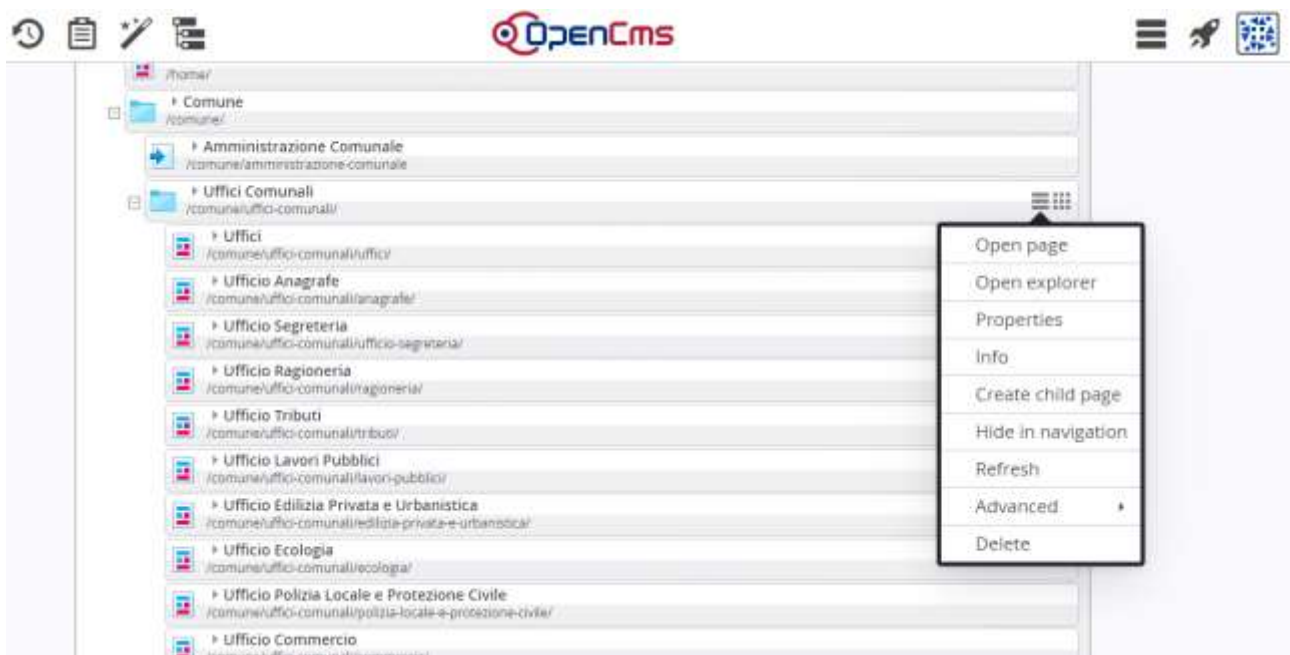 OpenCms
/home/
Comune
/comune/
Amministrazione Comunale
/comune/amministrazione-comunale
Uffici Comunali
/comune/uffici-comunali/
Uffici
/comune/uffici-comunali/uffici/
Ufficio Anagrafe
/comune/uffici-comunali/anagrafe/
Ufficio Segreteria
/comune/uffici-comunali/ufficio-segreteria/
Ufficio Ragioneria
/comune/uffici-comunali/ragioneria/
Ufficio Tributi
/comune/uffici-comunali/tributi/
Ufficio Lavori Pubblici
/comune/uffici-comunali/lavori-pubblici/
Ufficio Edilizia Privata e Urbanistica
/comune/uffici-comunali/edilizia-privata-e-urbanistica/
Ufficio Ecologia
/comune/uffici-comunali/ecologia/
Ufficio Polizia Locale e Protezione Civile
/comune/uffici-comunali/polizia-locale-e-protezione-civile/
Ufficio Commercio
Open page
Open explorer
Properties
Info
Create child page
Hide in navigation
Refresh
Advanced
Delete